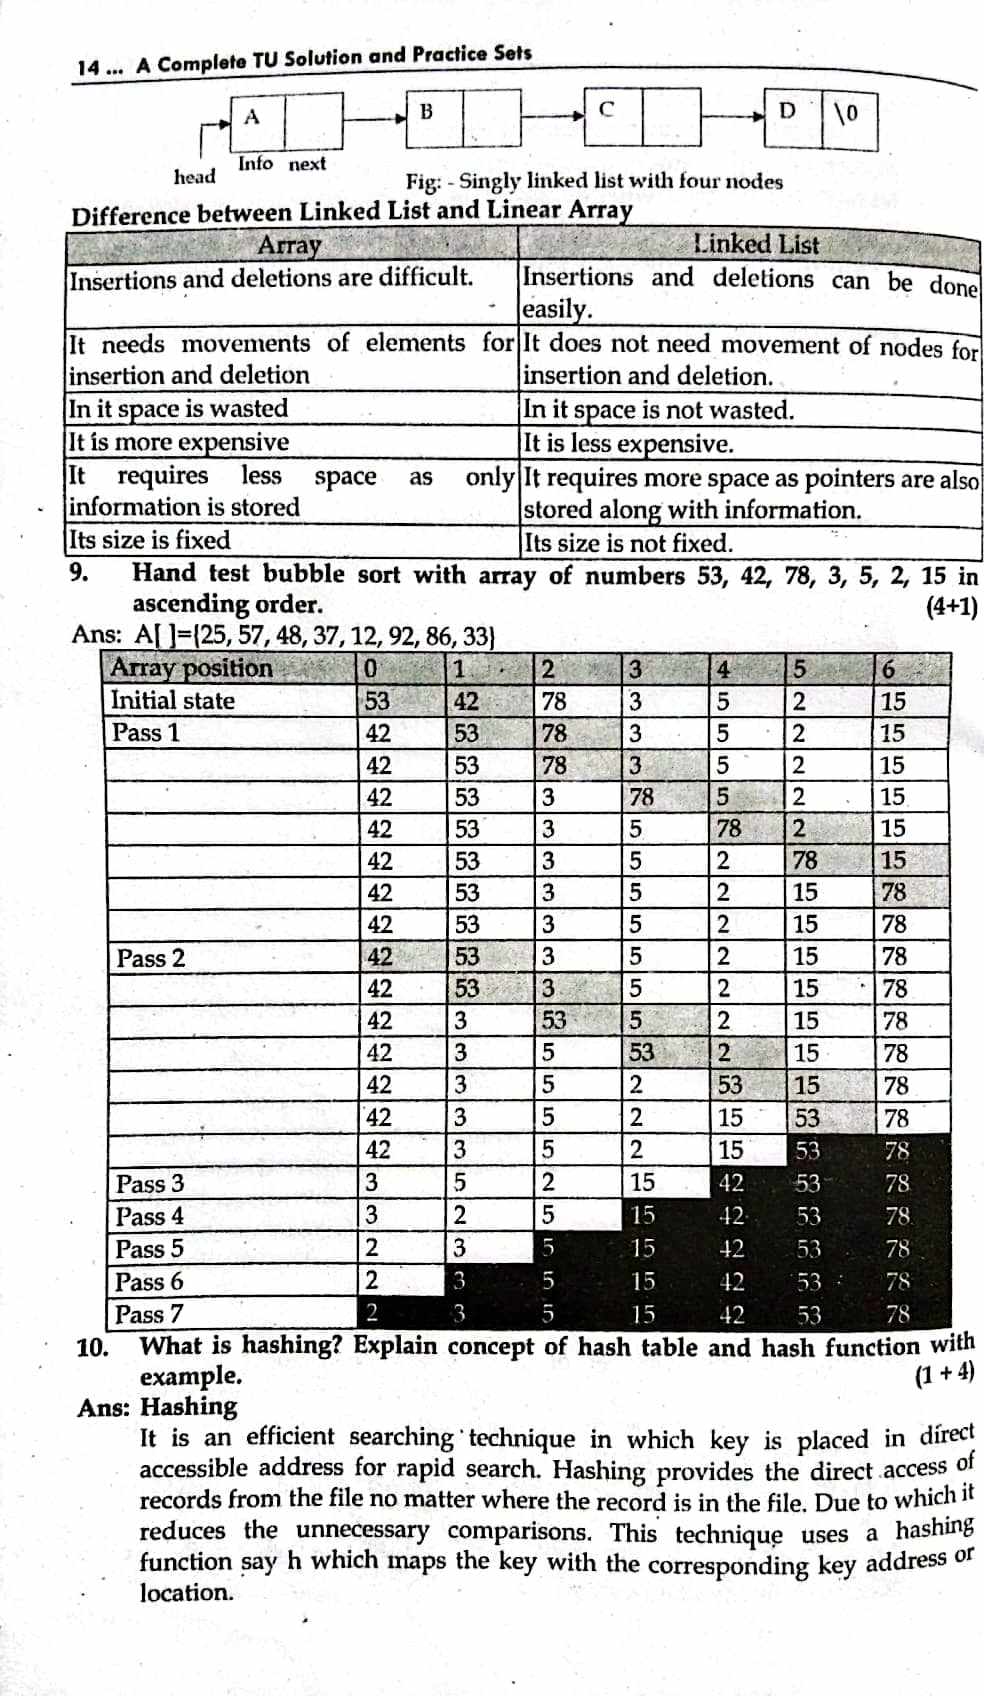 14 ... A Complete TU Solution and Practice Sets
A B C D \0
head Info next
Fig: - Singly linked list with four nodes
Difference between Linked List and Linear Array
Array Linked List
Insertions and deletions are difficult. Insertions and deletions can be done
easily.
It needs movements of elements for It does not need movement of nodes for
insertion and deletion insertion and deletion.
In it space is wasted In it space is not wasted.
It is more expensive It is less expensive.
It requires less space as only It requires more space as pointers are also
information is stored stored along with information.
Its size is fixed Its size is not fixed.
9. Hand test bubble sort with array of numbers 53, 42, 78, 3, 5, 2, 15 in
ascending order. (4+1)
Ans: A[ ]={25, 57, 48, 37, 12, 92, 86, 33}
Array position 0 1 2 3 4 5 6
Initial state 53 42 78 3 5 2 15
Pass 1 42 53 78 3 5 2 15
42 53 78 3 5 2 15
42 53 3 78 5 2 15
42 53 3 5 78 2 15
42 53 3 5 2 78 15
42 53 3 5 2 15 78
42 53 3 5 2 15 78
Pass 2 42 53 3 5 2 15 78
42 53 3 5 2 15 78
42 3 53 5 2 15 78
42 3 5 53 2 15 78
42 3 5 2 53 15 78
42 3 5 2 15 53 78
42 3 5 2 15 53 78
Pass 3 3 5 2 15 42 53 78
Pass 4 3 2 5 15 42 53 78
Pass 5 2 3 5 15 42 53 78
Pass 6 2 3 5 15 42 53 78
Pass 7 2 3 5 15 42 53 78
10. What is hashing? Explain concept of hash table and hash function with
example. (1 + 4)
Ans: Hashing
It is an efficient searching technique in which key is placed in direct
accessible address for rapid search. Hashing provides the direct access of
records from the file no matter where the record is in the file. Due to which it
reduces the unnecessary comparisons. This technique uses a hashing
function say h which maps the key with the corresponding key address or
location.